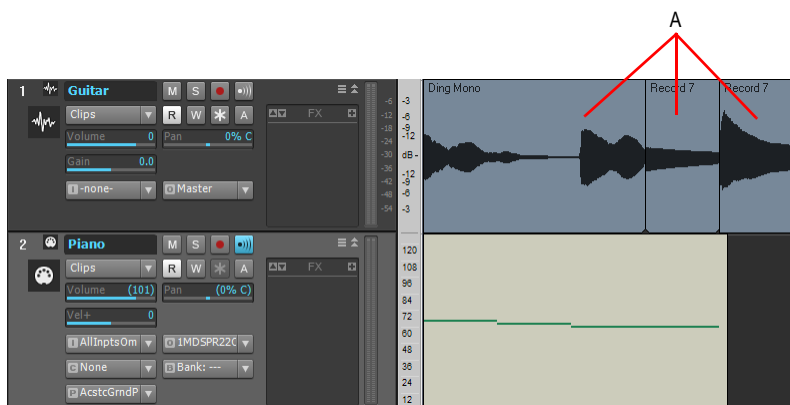 A
1 Guitar M S
Clips R W * A FX
Volume 0 Pan 0% C
Gain 0.0
I -none- O Master
-6
-12
-18
-24
-30
-36
-42
-48
-54
-3
-6
-9
-12
dB-
-12
-9
-6
-3
Ding Mono Record 7 Record 7
2 Piano M S
Clips R W * A FX
Volume (101) Pan (0% C)
Vel+ 0
I AllInptsOm O 1MDSPR22C
C None B Bank: ---
P AcstcGrndP
120
108
96
84
72
60
48
36
24
12